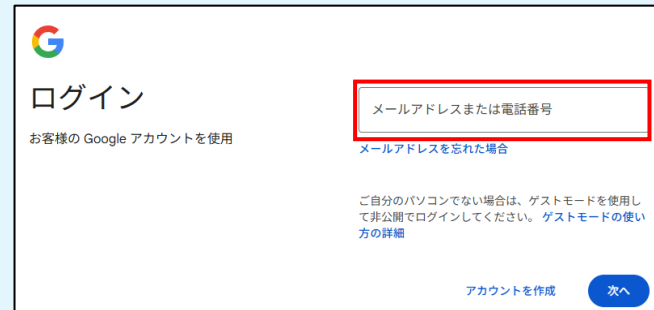 ログイン
お客様の Google アカウントを使用
メールアドレスまたは電話番号
メールアドレスを忘れた場合
ご自分のパソコンでない場合は、ゲストモードを使用し
て非公開でログインしてください。 ゲストモードの使い
方の詳細
アカウントを作成
次へ